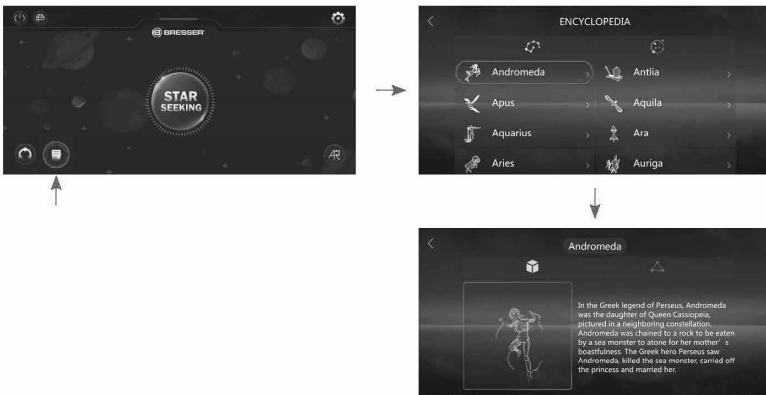 BRESSER
STAR
SEEKING
AR
ENCYCLOPEDIA
Andromeda
Antlia
Apus
Aquila
Aquarius
Ara
Aries
Auriga
Andromeda
In the Greek legend of Perseus, Andromeda
was the daughter of Queen Cassiopeia,
pictured in a neighboring constellation.
Andromeda was chained to a rock to be eaten
by a sea monster to atone for her mother’ s
boastfulness. The Greek hero Perseus saw
Andromeda, killed the sea monster, carried off
the princess and married her.